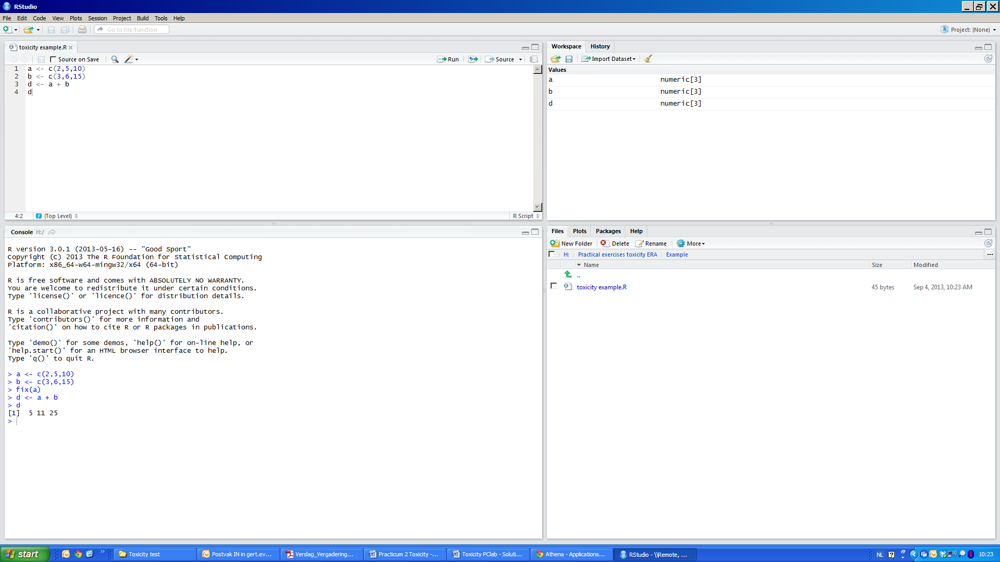 RStudio
File Edit Code View Plots Session Project Build Tools Help
Go to file/function
Project: (None)
toxicity example.R
Source on Save
Run
Source
1 a <- c(2,5,10)
2 b <- c(3,6,15)
3 d <- a + b
4 d
4:2 (Top Level)
R Script
Workspace History
Import Dataset
Values
a numeric[3]
b numeric[3]
d numeric[3]
Console H:/
R version 3.0.1 (2013-05-16) -- "Good Sport"
Copyright (C) 2013 The R Foundation for Statistical Computing
Platform: x86_64-w64-mingw32/x64 (64-bit)
R is free software and comes with ABSOLUTELY NO WARRANTY.
You are welcome to redistribute it under certain conditions.
Type 'license()' or 'licence()' for distribution details.
R is a collaborative project with many contributors.
Type 'contributors()' for more information and
'citation()' on how to cite R or R packages in publications.
Type 'demo()' for some demos, 'help()' for on-line help, or
'help.start()' for an HTML browser interface to help.
Type 'q()' to quit R.
> a <- c(2,5,10)
> b <- c(3,6,15)
> fix(a)
> d <- a + b
> d
[1]  5 11 25
>
Files Plots Packages Help
New Folder Delete Rename More
H: Practical exercises toxicity ERA Example ...
Name Size Modified
..
toxicity example.R 45 bytes Sep 4, 2013, 10:23 AM
start
Toxicity test
Postvak IN in gert.ev...
Verslag_Vergadering...
Practicum 2 Toxicity -...
Toxicity PClab - Soluti...
Athena - Applications...
RStudio - \\Remote, ...
NL
10:23